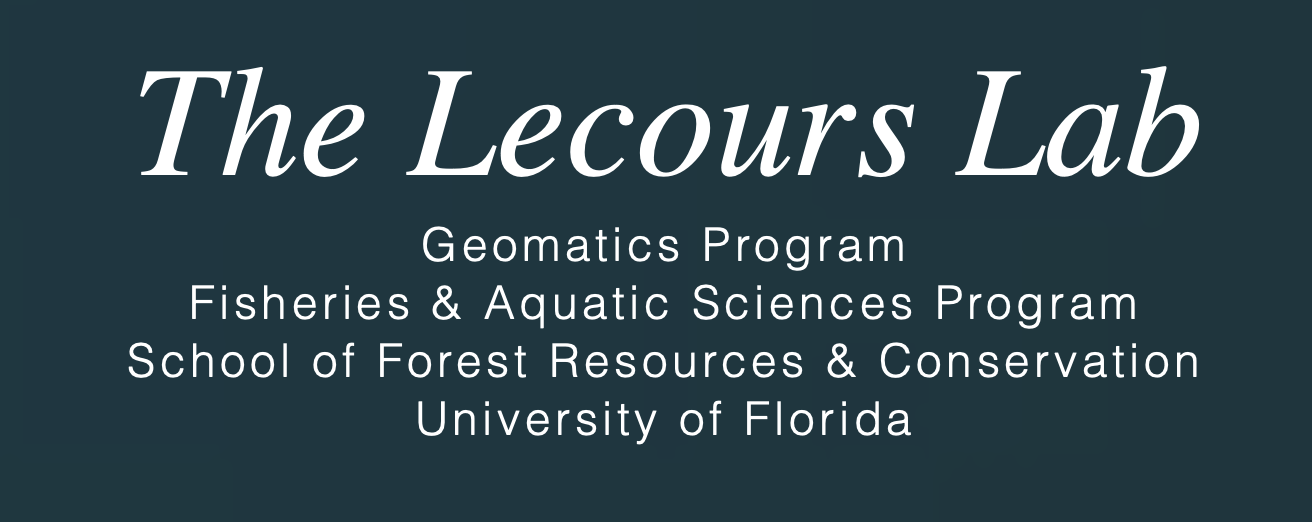 The Lecours Lab
Geomatics Program
Fisheries & Aquatic Sciences Program
School of Forest Resources & Conservation
University of Florida